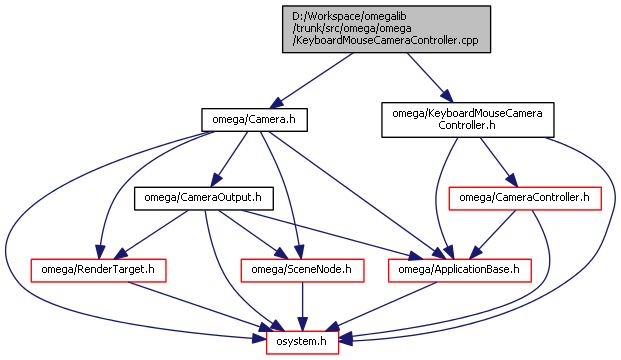 D:/Workspace/omegalib
/trunk/src/omega/omega
/KeyboardMouseCameraController.cpp
omega/Camera.h
omega/KeyboardMouseCamera
Controller.h
omega/CameraOutput.h
omega/CameraController.h
omega/RenderTarget.h
omega/SceneNode.h
omega/ApplicationBase.h
osystem.h